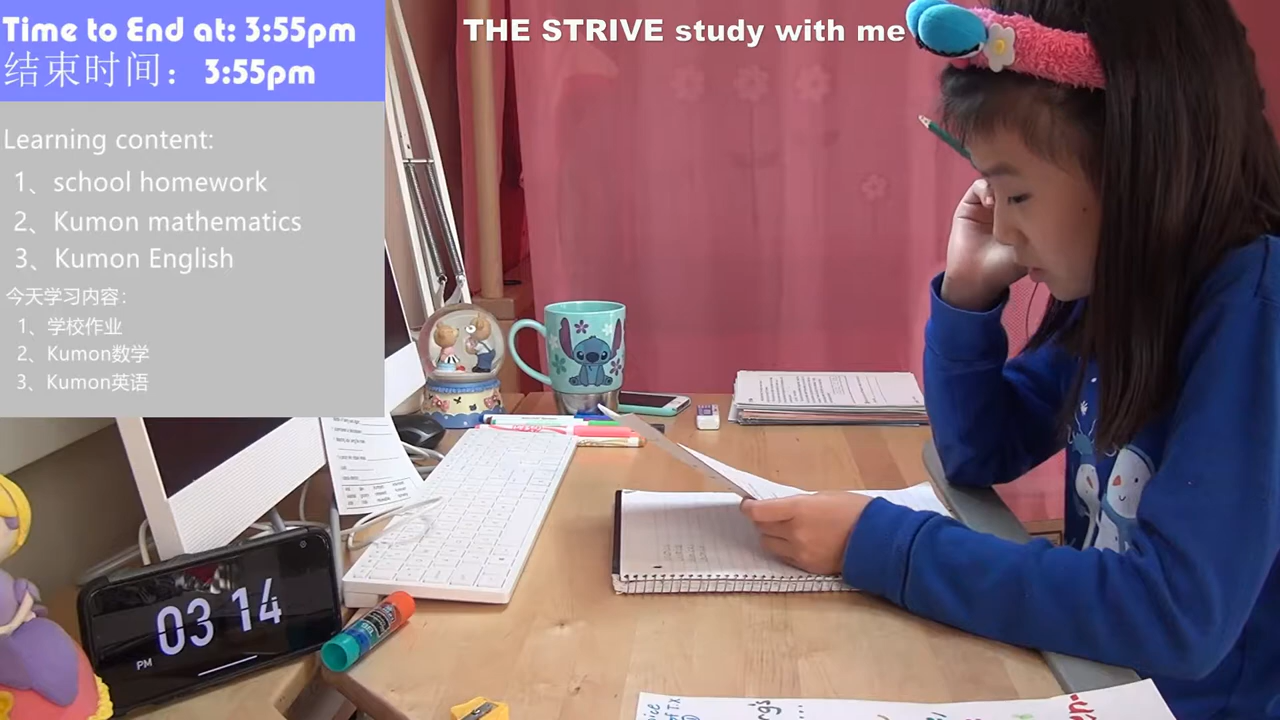 Time to End at: 3:55pm
结束时间：3:55pm
THE STRIVE study with me
Learning content:
1、school homework
2、Kumon mathematics
3、Kumon English
今天学习内容：
1、学校作业
2、Kumon数学
3、Kumon英语
PM 03 14